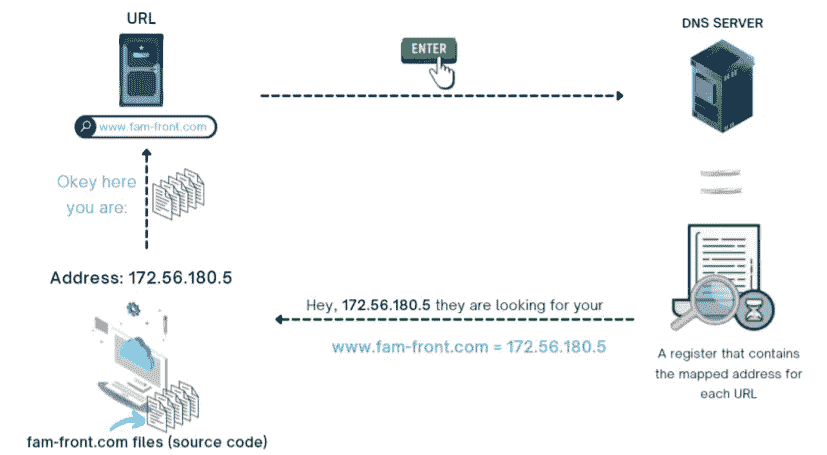 URL
DNS SERVER
ENTER
www.fam-front.com
Okey here
you are:
Address: 172.56.180.5
Hey, 172.56.180.5 they are looking for your
www.fam-front.com = 172.56.180.5
A register that contains
the mapped address for
each URL
fam-front.com files (source code)